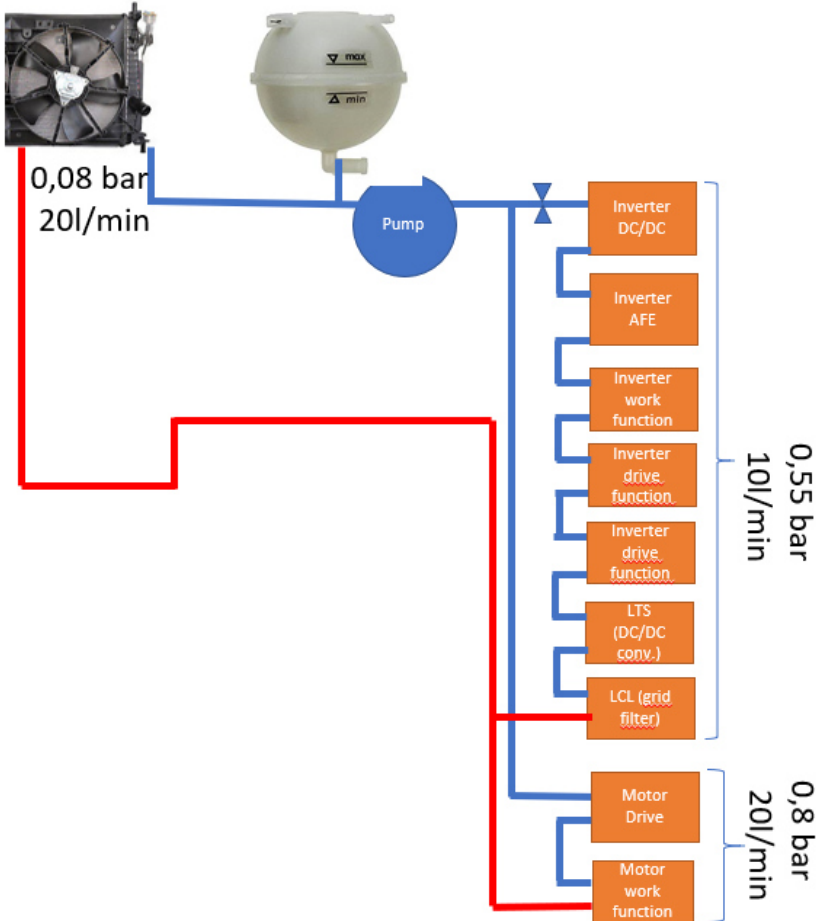 max
min
0,08 bar
20l/min
Pump
Inverter
DC/DC
Inverter
AFE
Inverter
work
function
Inverter
drive
function
Inverter
drive
function
LTS
(DC/DC
conv.)
LCL (grid
filter)
0,55 bar
10l/min
Motor
Drive
Motor
work
function
0,8 bar
20l/min